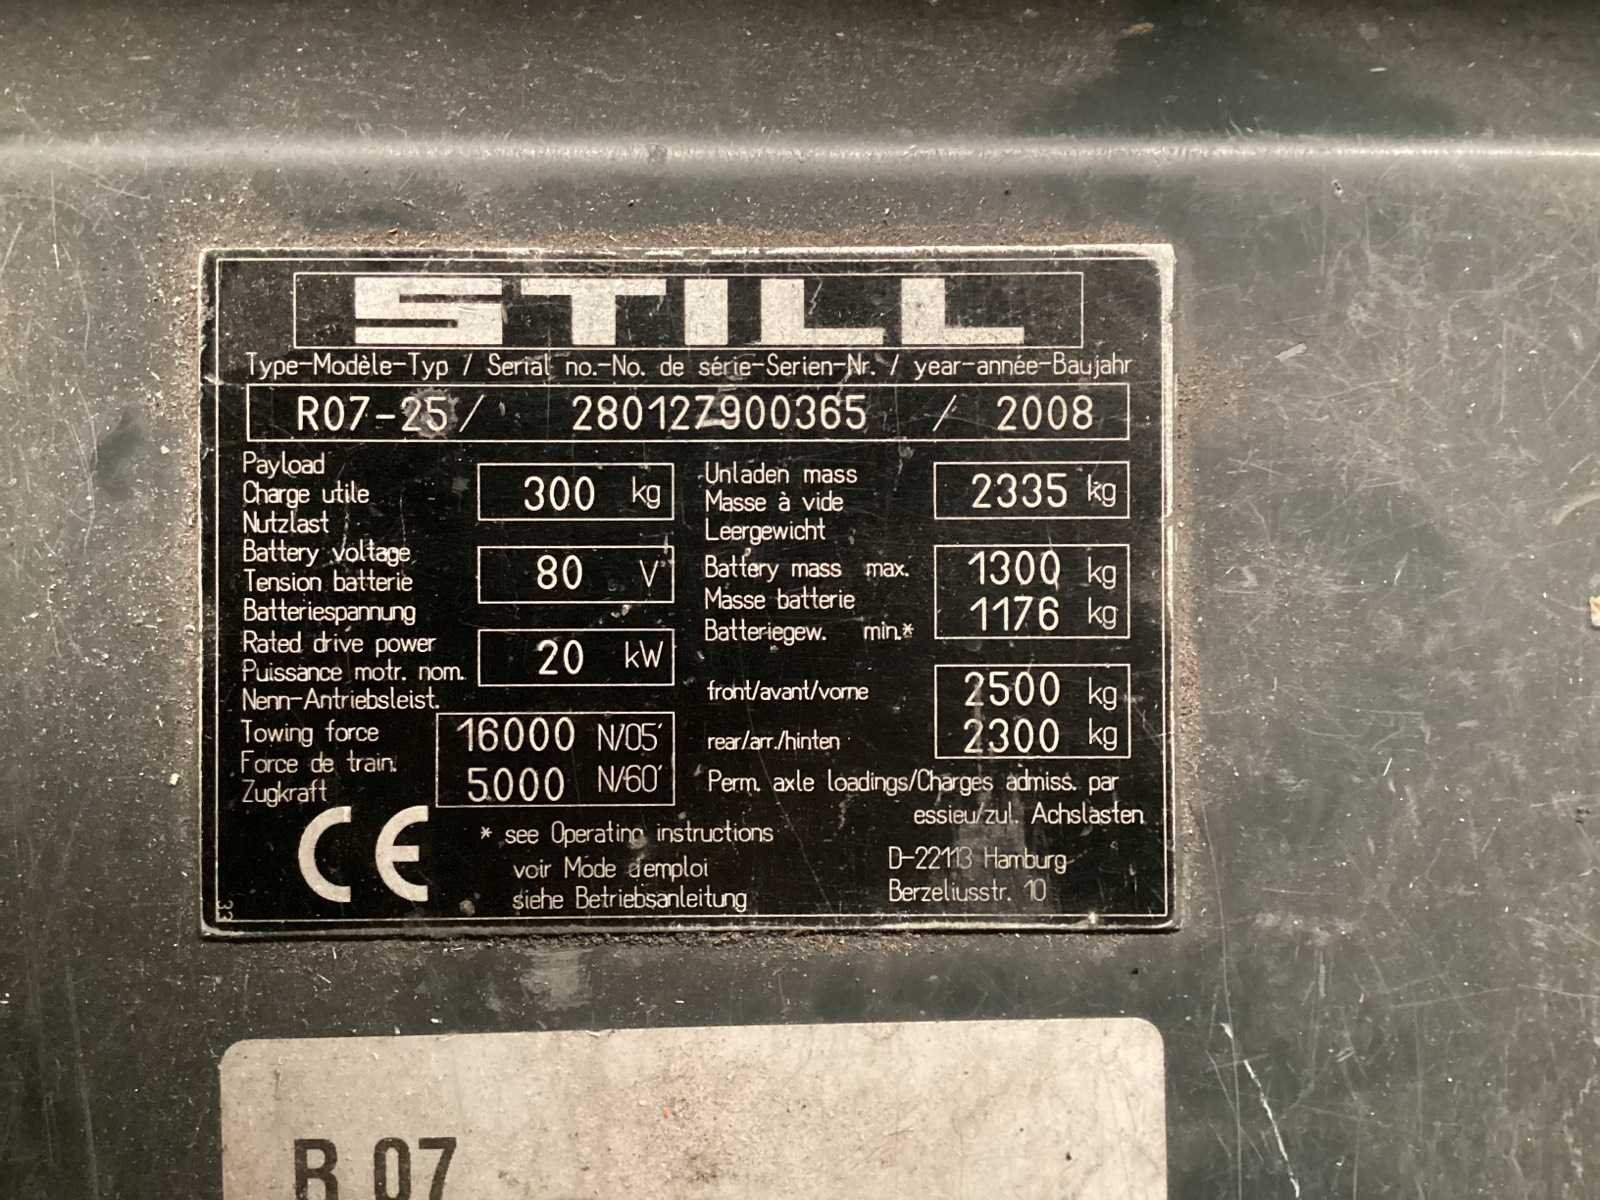 STILL
Type-Modèle-Typ / Serial no.-No. de série-Serien-Nr. / year-année-Baujahr
R07-25 / 280127900365 / 2008
Payload
Charge utile
Nutzlast
300 kg
Battery voltage
Tension batterie
Batteriespannung
80 V
Rated drive power
Puissance motr. nom.
Nenn-Antriebsleist.
20 kW
Towing force
Force de train.
Zugkraft
16000 N/05'
5000 N/60'
Unladen mass
Masse à vide
Leergewicht
2335 kg
Battery mass max.
Masse batterie
Batteriegew. min.*
1300 kg
1176 kg
front/avant/vorne 2500 kg
rear/arr./hinten 2300 kg
Perm. axle loadings/Charges admiss. par
essieu/zul. Achslasten
CE
* see Operating instructions
voir Mode d'emploi
siehe Betriebsanleitung
D-22113 Hamburg
Berzeliusstr. 10
33
R 07